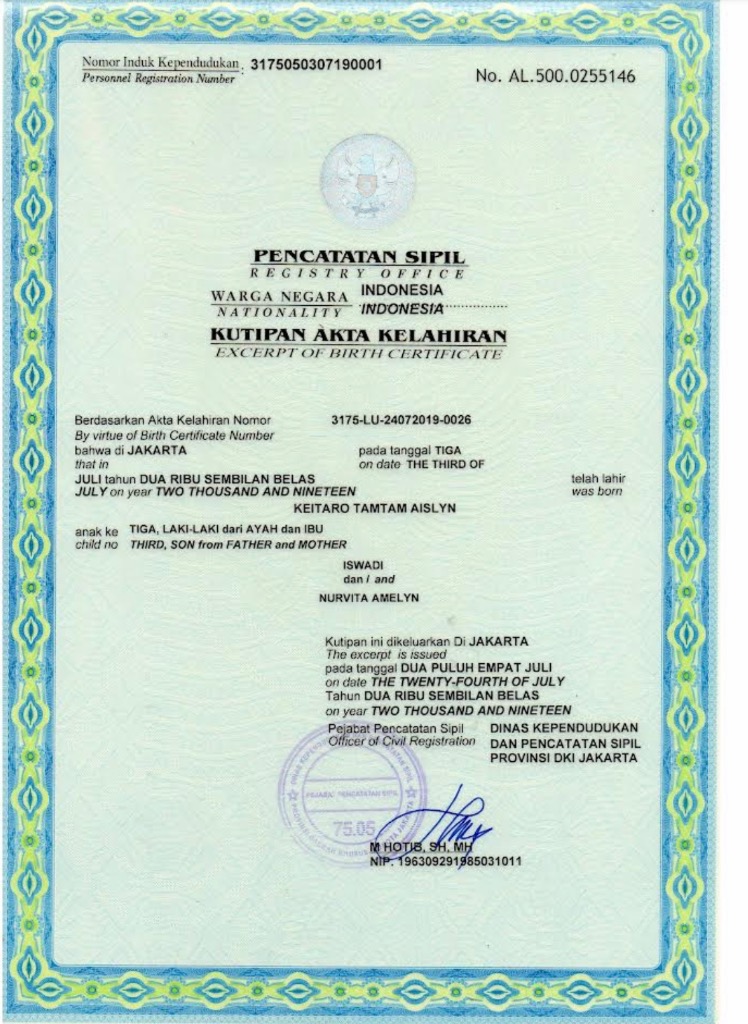 Nomor Induk Kependudukan : 3175050307190001
Personnel Registration Number
No. AL.500.0255146
PENCATATAN SIPIL
REGISTRY OFFICE
WARGA NEGARA INDONESIA
NATIONALITY INDONESIA
KUTIPAN AKTA KELAHIRAN
EXCERPT OF BIRTH CERTIFICATE
Berdasarkan Akta Kelahiran Nomor 3175-LU-24072019-0026
By virtue of Birth Certificate Number
bahwa di JAKARTA pada tanggal TIGA
that in on date THE THIRD OF
JULI tahun DUA RIBU SEMBILAN BELAS telah lahir
JULY on year TWO THOUSAND AND NINETEEN was born
KEITARO TAMTAM AISLYN
anak ke TIGA, LAKI-LAKI dari AYAH dan IBU
child no THIRD, SON from FATHER and MOTHER
ISWADI
dan / and
NURVITA AMELYN
Kutipan ini dikeluarkan Di JAKARTA
The excerpt is issued
pada tanggal DUA PULUH EMPAT JULI
on date THE TWENTY-FOURTH OF JULY
Tahun DUA RIBU SEMBILAN BELAS
on year TWO THOUSAND AND NINETEEN
Pejabat Pencatatan Sipil DINAS KEPENDUDUKAN
Officer of Civil Registration DAN PENCATATAN SIPIL
PROVINSI DKI JAKARTA
PEJABAT PENCATATAN SIPIL
75.05
M HOTIB, SH, MH
NIP. 196309291985031011